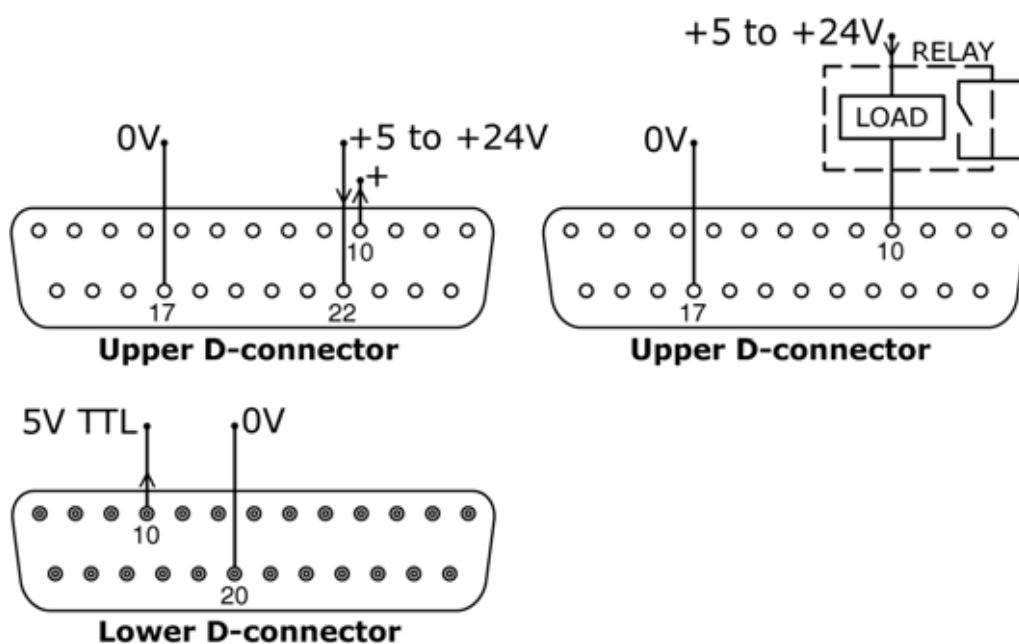 +5 to +24V
RELAY
LOAD
0V
+5 to +24V
+
0V
10
10
17
22
17
Upper D-connector
Upper D-connector
5V TTL
0V
10
20
Lower D-connector